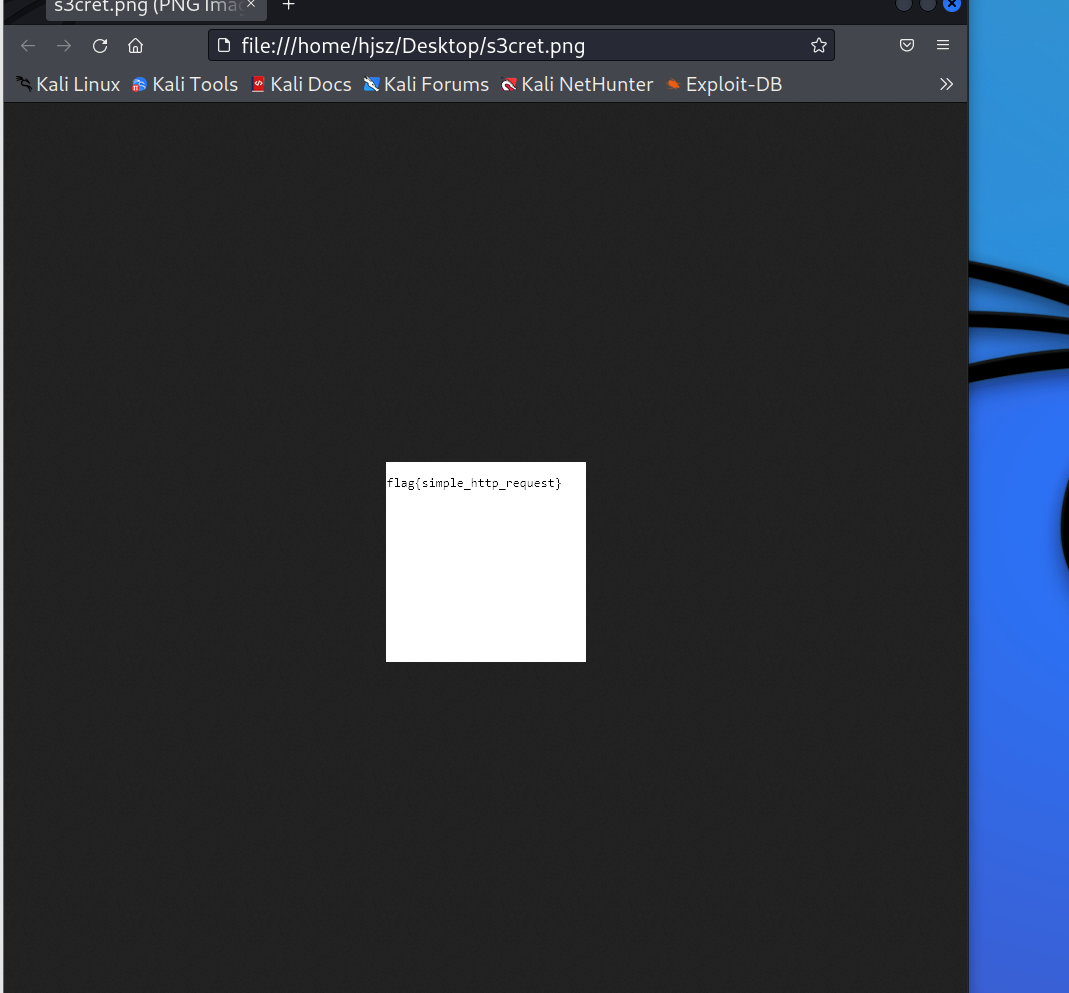 s3cret.png (PNG Imag
file:///home/hjsz/Desktop/s3cret.png
Kali Linux Kali Tools Kali Docs Kali Forums Kali NetHunter Exploit-DB
flag{simple_http_request}